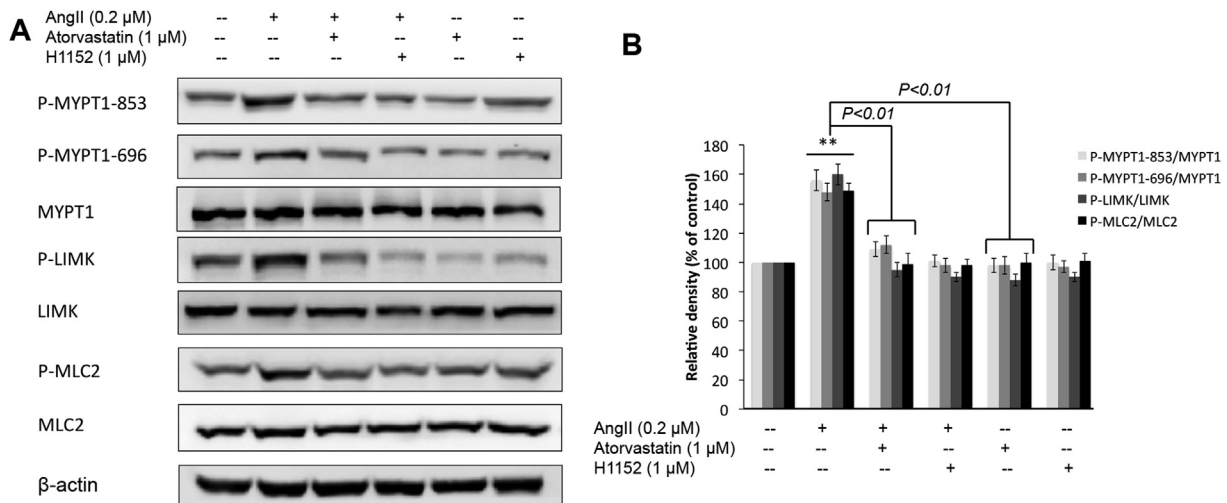 A
AngII (0.2 µM) -- + + + -- --
Atorvastatin (1 µM) -- -- + -- + --
H1152 (1 µM) -- -- -- + -- +
P-MYPT1-853
P-MYPT1-696
MYPT1
P-LIMK
LIMK
P-MLC2
MLC2
β-actin
B
P<0.01
P<0.01
**
Relative density (% of control)
180
160
140
120
100
80
60
40
20
0
P-MYPT1-853/MYPT1
P-MYPT1-696/MYPT1
P-LIMK/LIMK
P-MLC2/MLC2
AngII (0.2 µM) -- + + + -- --
Atorvastatin (1 µM) -- -- + -- + --
H1152 (1 µM) -- -- -- + -- +